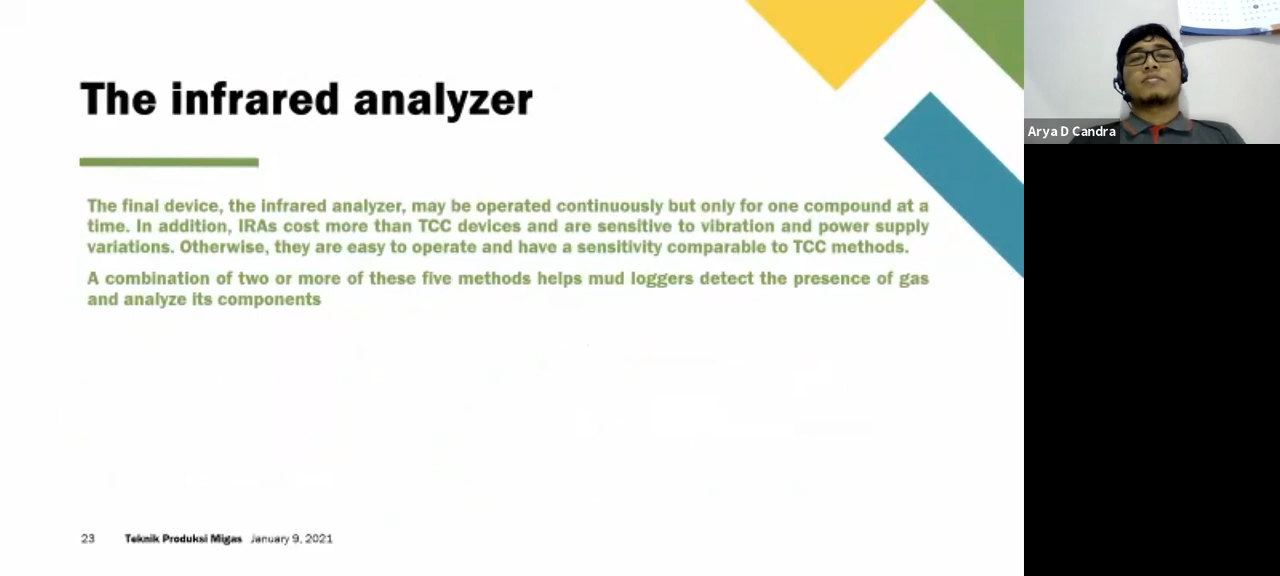 The infrared analyzer
The final device, the infrared analyzer, may be operated continuously but only for one compound at a
time. In addition, IRAs cost more than TCC devices and are sensitive to vibration and power supply
variations. Otherwise, they are easy to operate and have a sensitivity comparable to TCC methods.
A combination of two or more of these five methods helps mud loggers detect the presence of gas
and analyze its components
23 Teknik Produksi Migas January 9, 2021
Arya D Candra